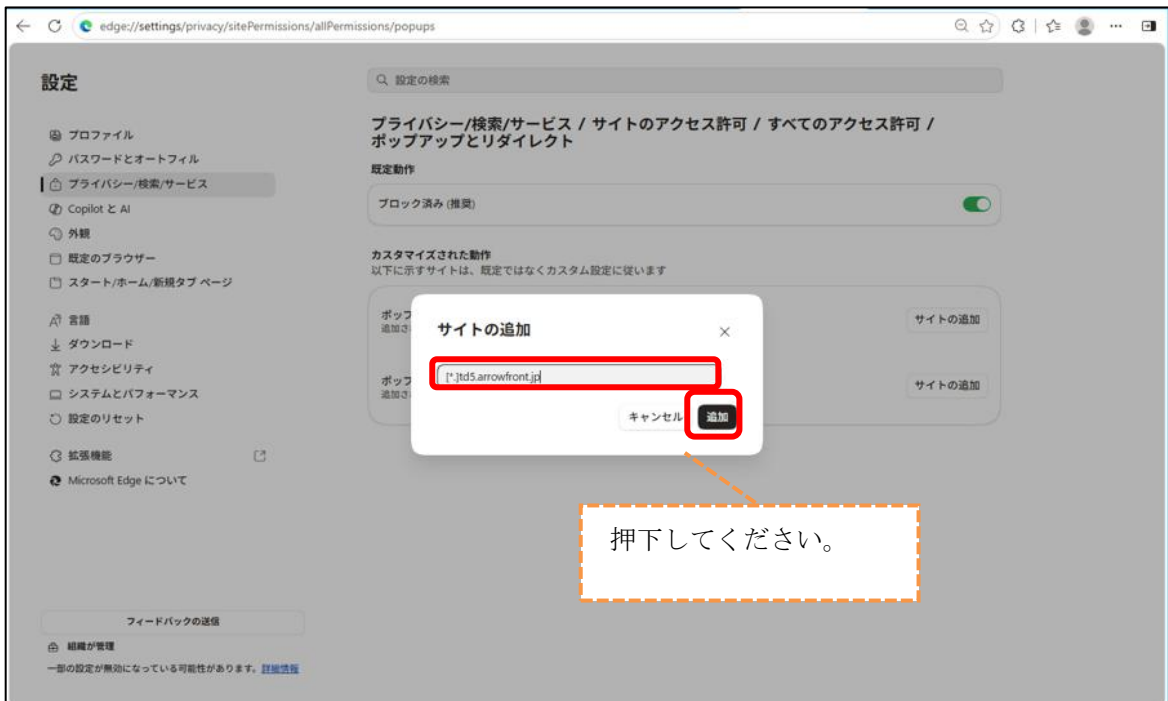 edge://settings/privacy/sitePermissions/allPermissions/popups
設定
設定の検索
プロファイル
パスワードとオートフィル
プライバシー/検索/サービス
Copilot と AI
外観
既定のブラウザー
スタート/ホーム/新規タブ ページ
言語
ダウンロード
アクセシビリティ
システムとパフォーマンス
設定のリセット
拡張機能
Microsoft Edge について
フィードバックの送信
組織が管理
一部の設定が無効になっている可能性があります。詳細情報
プライバシー/検索/サービス / サイトのアクセス許可 / すべてのアクセス許可 /
ポップアップとリダイレクト
既定動作
ブロック済み (推奨)
カスタマイズされた動作
以下に示すサイトは、既定ではなくカスタム設定に従います
ポップ
追加さ
サイトの追加
ポップ
追加さ
サイトの追加
サイトの追加
[*.]td5.arrowfront.jp
キャンセル
追加
押下してください。